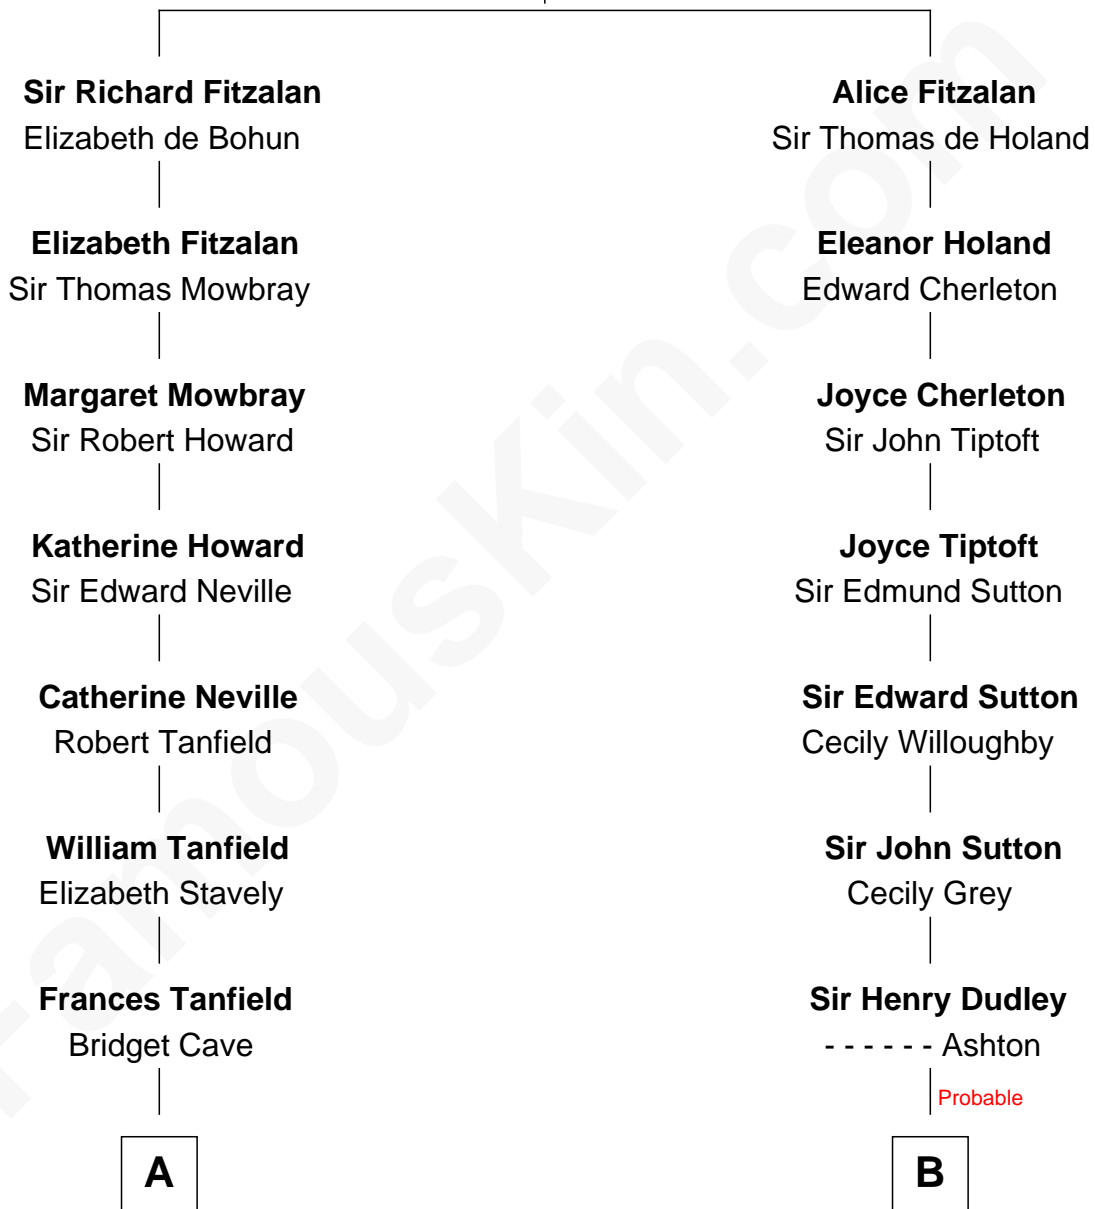 Sir Richard Fitzalan
Elizabeth de Bohun
Elizabeth Fitzalan
Sir Thomas Mowbray
Margaret Mowbray
Sir Robert Howard
Katherine Howard
Sir Edward Neville
Catherine Neville
Robert Tanfield
William Tanfield
Elizabeth Stavely
Frances Tanfield
Bridget Cave
A
Alice Fitzalan
Sir Thomas de Holand
Eleanor Holand
Edward Cherleton
Joyce Cherleton
Sir John Tiptoft
Joyce Tiptoft
Sir Edmund Sutton
Sir Edward Sutton
Cecily Willoughby
Sir John Sutton
Cecily Grey
Sir Henry Dudley
- - - - - - Ashton
Probable
B
FamousKin.com